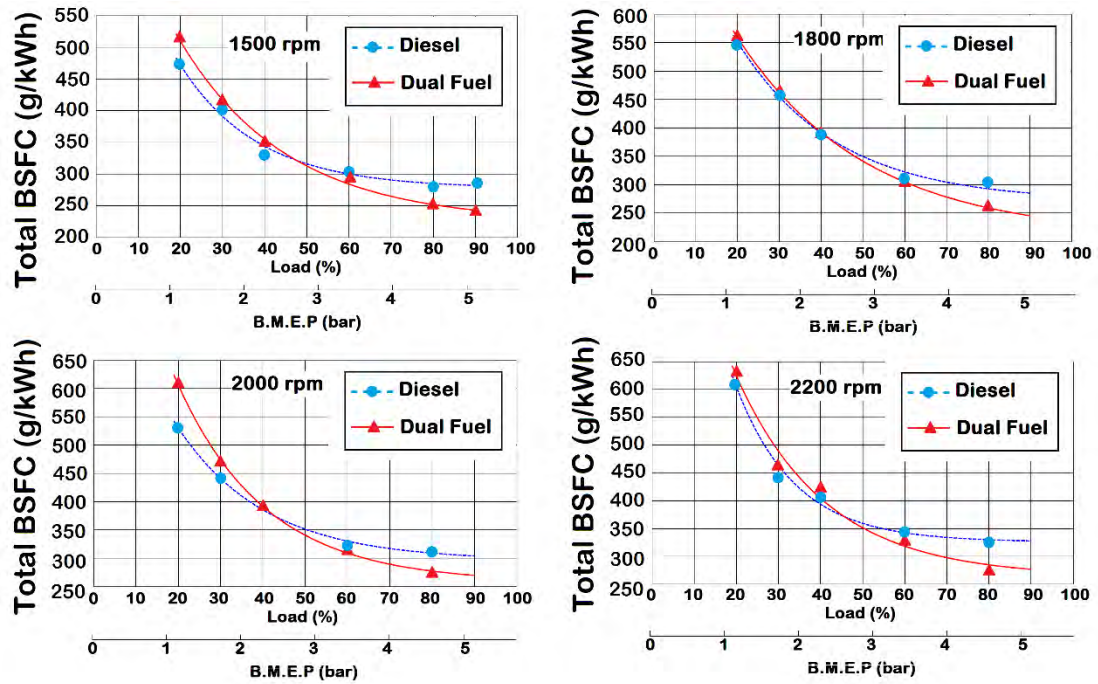 Total BSFC (g/kWh)
550
500
450
400
350
300
250
200
1500 rpm
Diesel
Dual Fuel
0 10 20 30 40 50 60 70 80 90 100
Load (%)
0 1 2 3 4 5
B.M.E.P (bar)
Total BSFC (g/kWh)
600
550
500
450
400
350
300
250
200
1800 rpm
Diesel
Dual Fuel
0 10 20 30 40 50 60 70 80 90 100
Load (%)
0 1 2 3 4 5
B.M.E.P (bar)
Total BSFC (g/kWh)
650
600
550
500
450
400
350
300
250
2000 rpm
Diesel
Dual Fuel
0 10 20 30 40 50 60 70 80 90 100
Load (%)
0 1 2 3 4 5
B.M.E.P (bar)
Total BSFC (g/kWh)
650
600
550
500
450
400
350
300
250
2200 rpm
Diesel
Dual Fuel
0 10 20 30 40 50 60 70 80 90 100
Load (%)
0 1 2 3 4 5
B.M.E.P (bar)